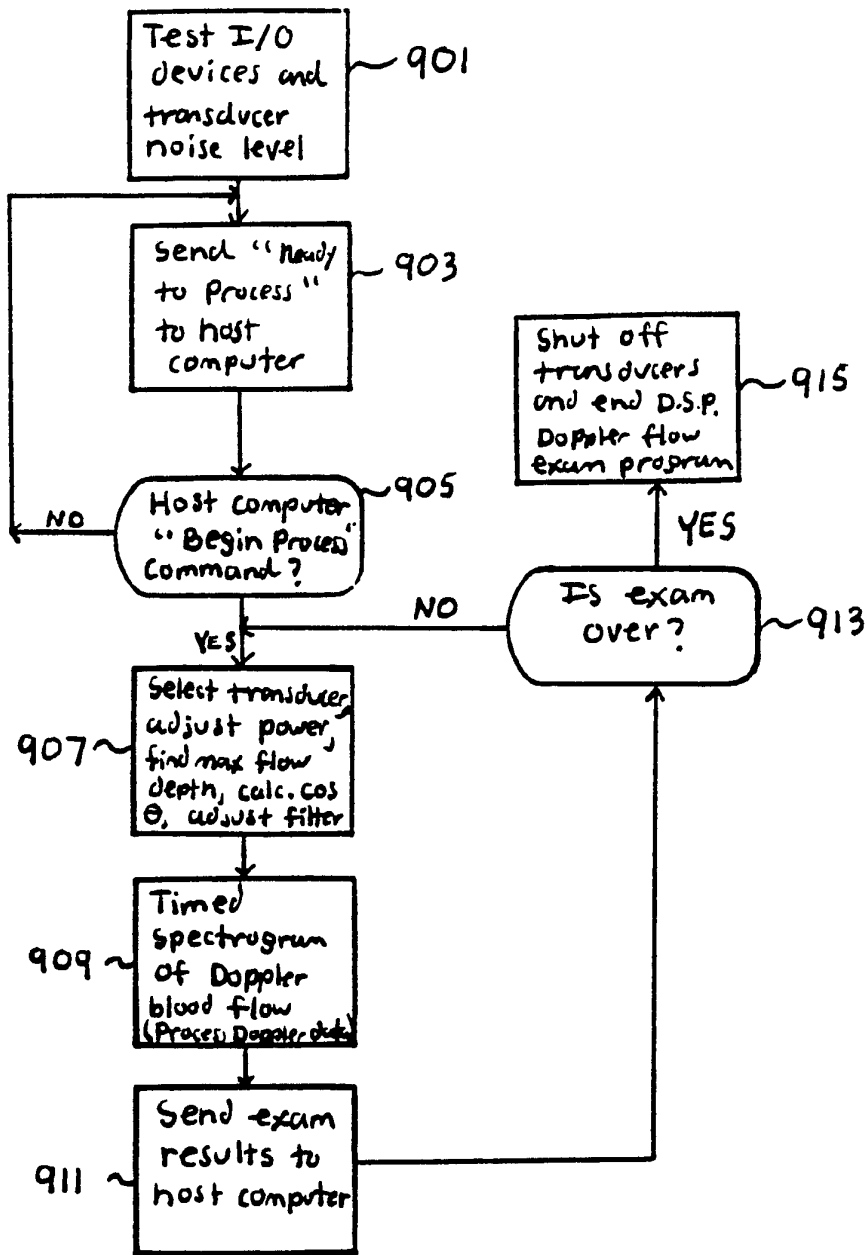 Test I/O
devices and
transducer
noise level
901
Send "Ready
to Process"
to host
computer
903
Host computer
"Begin Process"
Command?
905
NO
YES
Select transducer,
adjust power,
find max flow
depth, calc. cos
θ, adjust filter
907
Timed
spectrogram
of Doppler
blood flow
(Process Doppler data)
909
Send exam
results to
host computer
911
Is exam
over?
913
NO
YES
Shut off
transducers
and end D.S.P.
Doppler flow
exam program
915